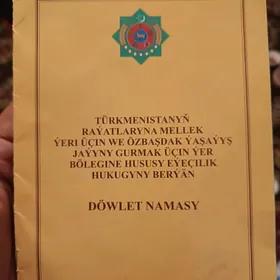 TÜRKMENISTANYŇ
RAÝATLARYNA MELLEK
ÝERI ÜÇIN WE ÖZBAŞDAK ÝAŞAÝYŞ
JAÝYNY GURMAK ÜÇIN ÝER
BÖLEGINE HUSUSY EÝEÇILIK
HUKUGYNY BERÝÄN
DÖWLET NAMASY